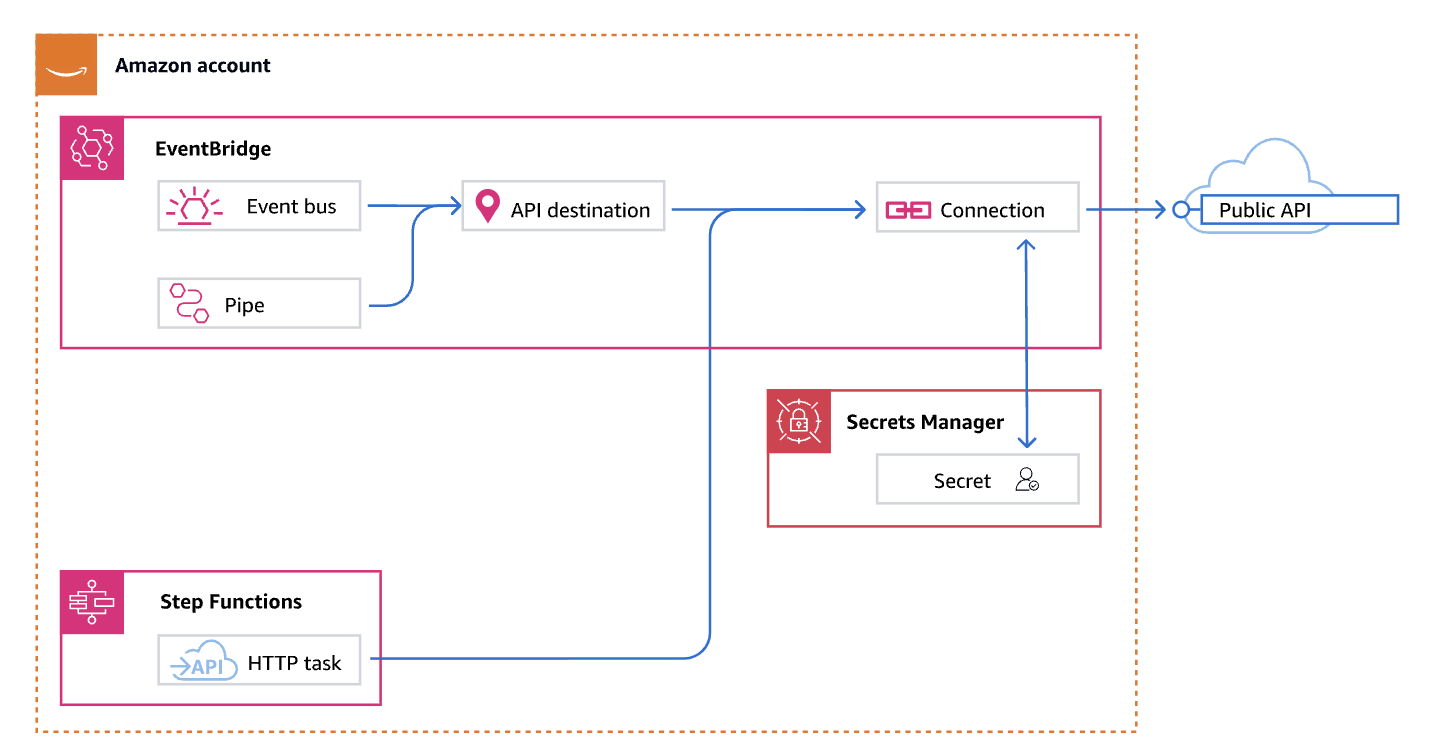 Amazon account
EventBridge
Event bus
API destination
Connection
Public API
Pipe
Secrets Manager
Secret
Step Functions
API
HTTP task